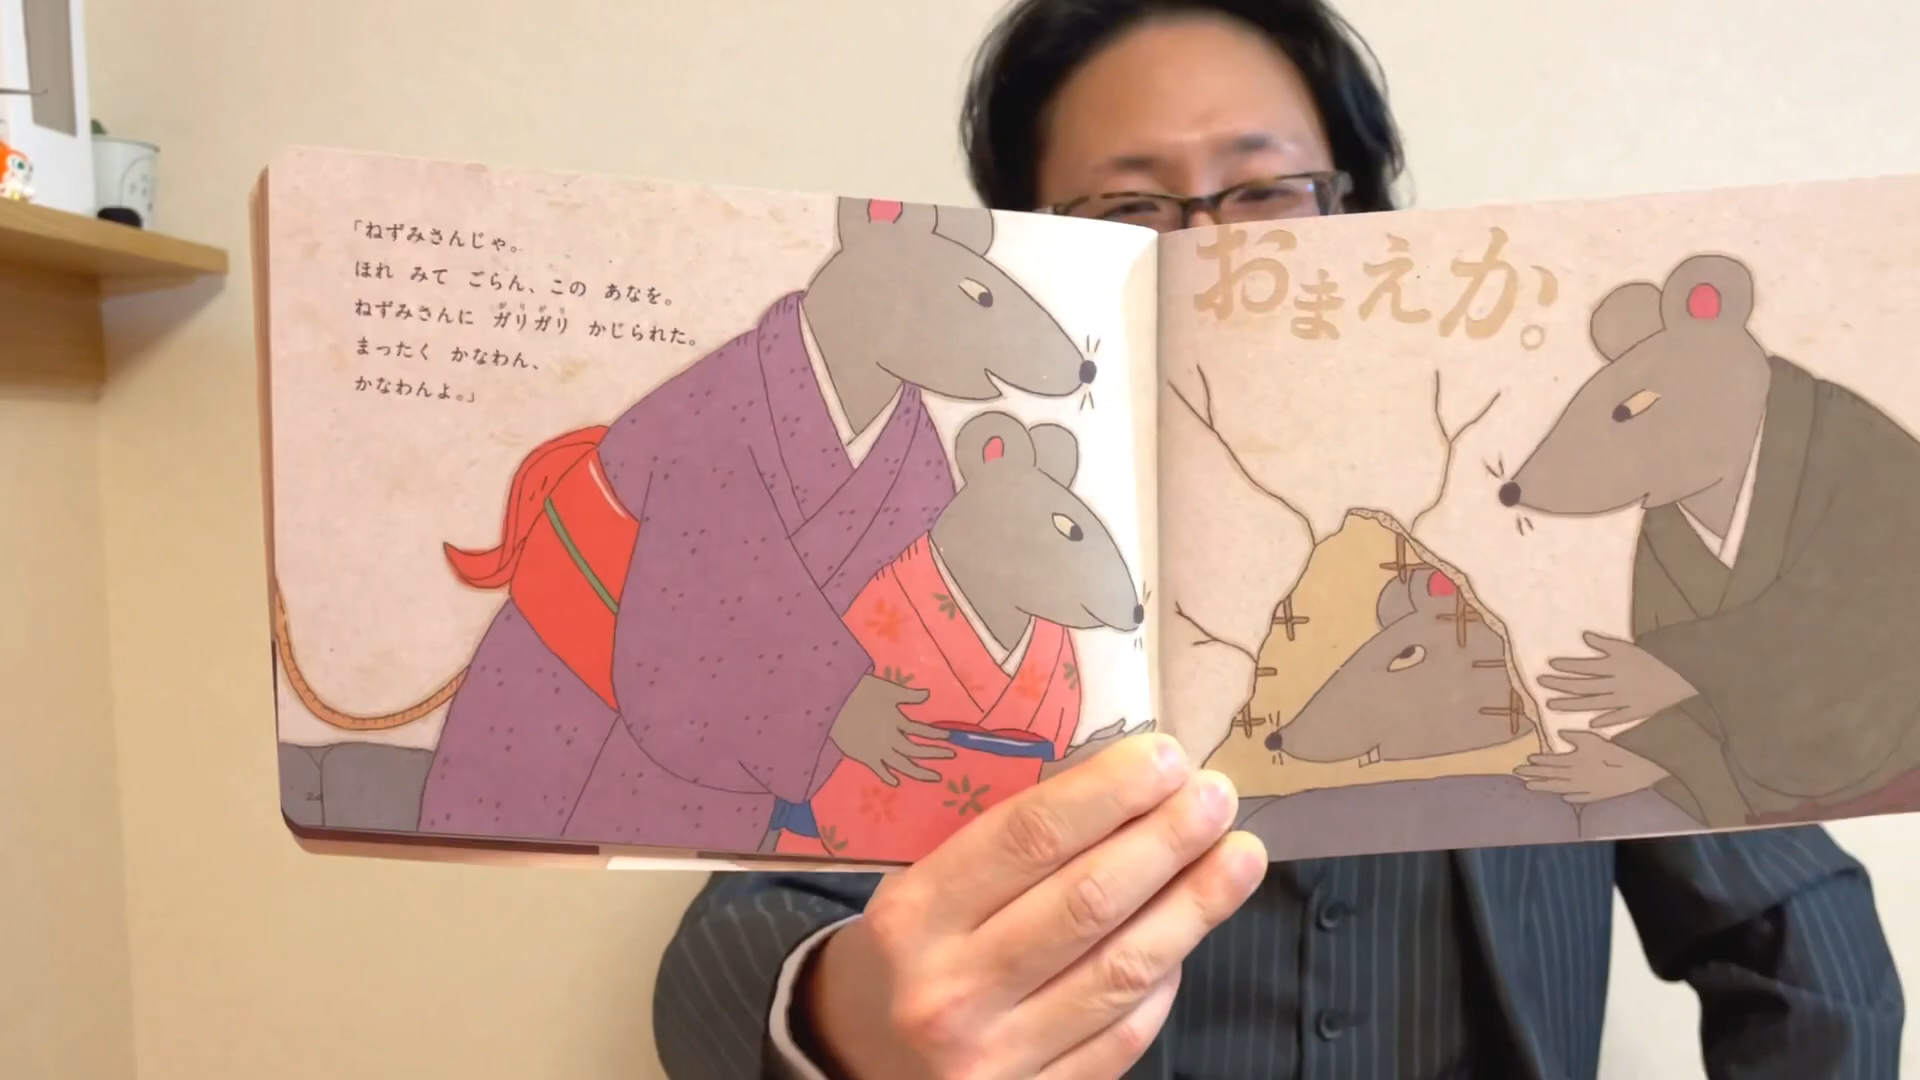 「ねずみさんじゃ。
ほれ みて ごらん、この あなを。
ねずみさんに ガリガリ かじられた。
まったく かなわん、
かなわんよ。」
おまえか。